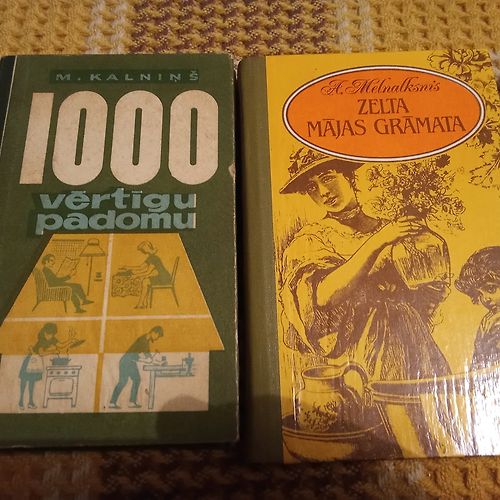 M. KALNIŅŠ
1000
vērtīgu
padomu
A. Melnalksnis
ZELTA
MĀJAS GRĀMATA